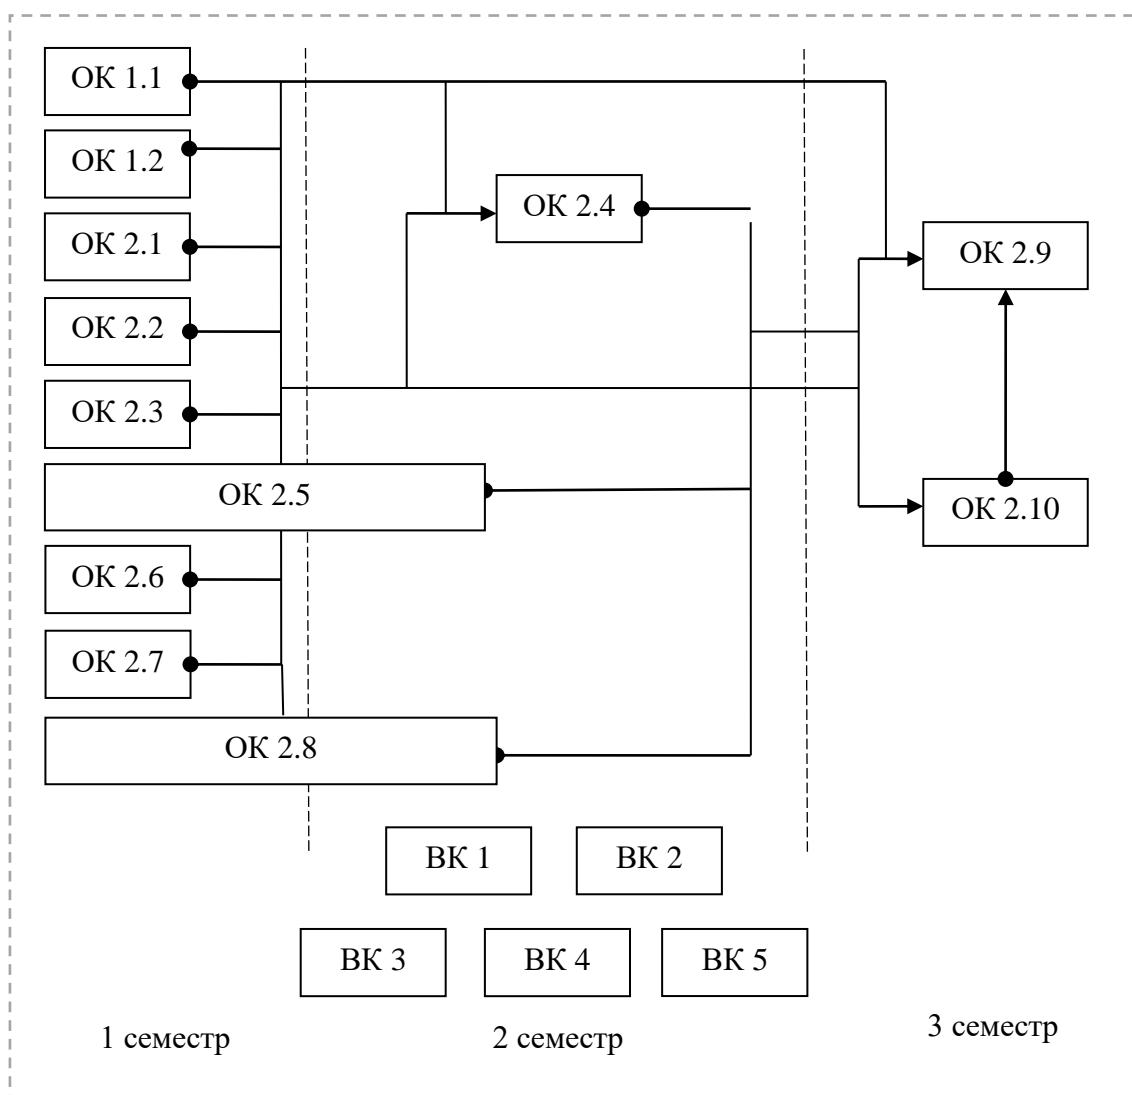 ОК 1.1
ОК 1.2
ОК 2.1
ОК 2.2
ОК 2.3
ОК 2.5
ОК 2.6
ОК 2.7
ОК 2.8
ОК 2.4
ОК 2.9
ОК 2.10
ВК 1
ВК 2
ВК 3
ВК 4
ВК 5
1 семестр
2 семестр
3 семестр